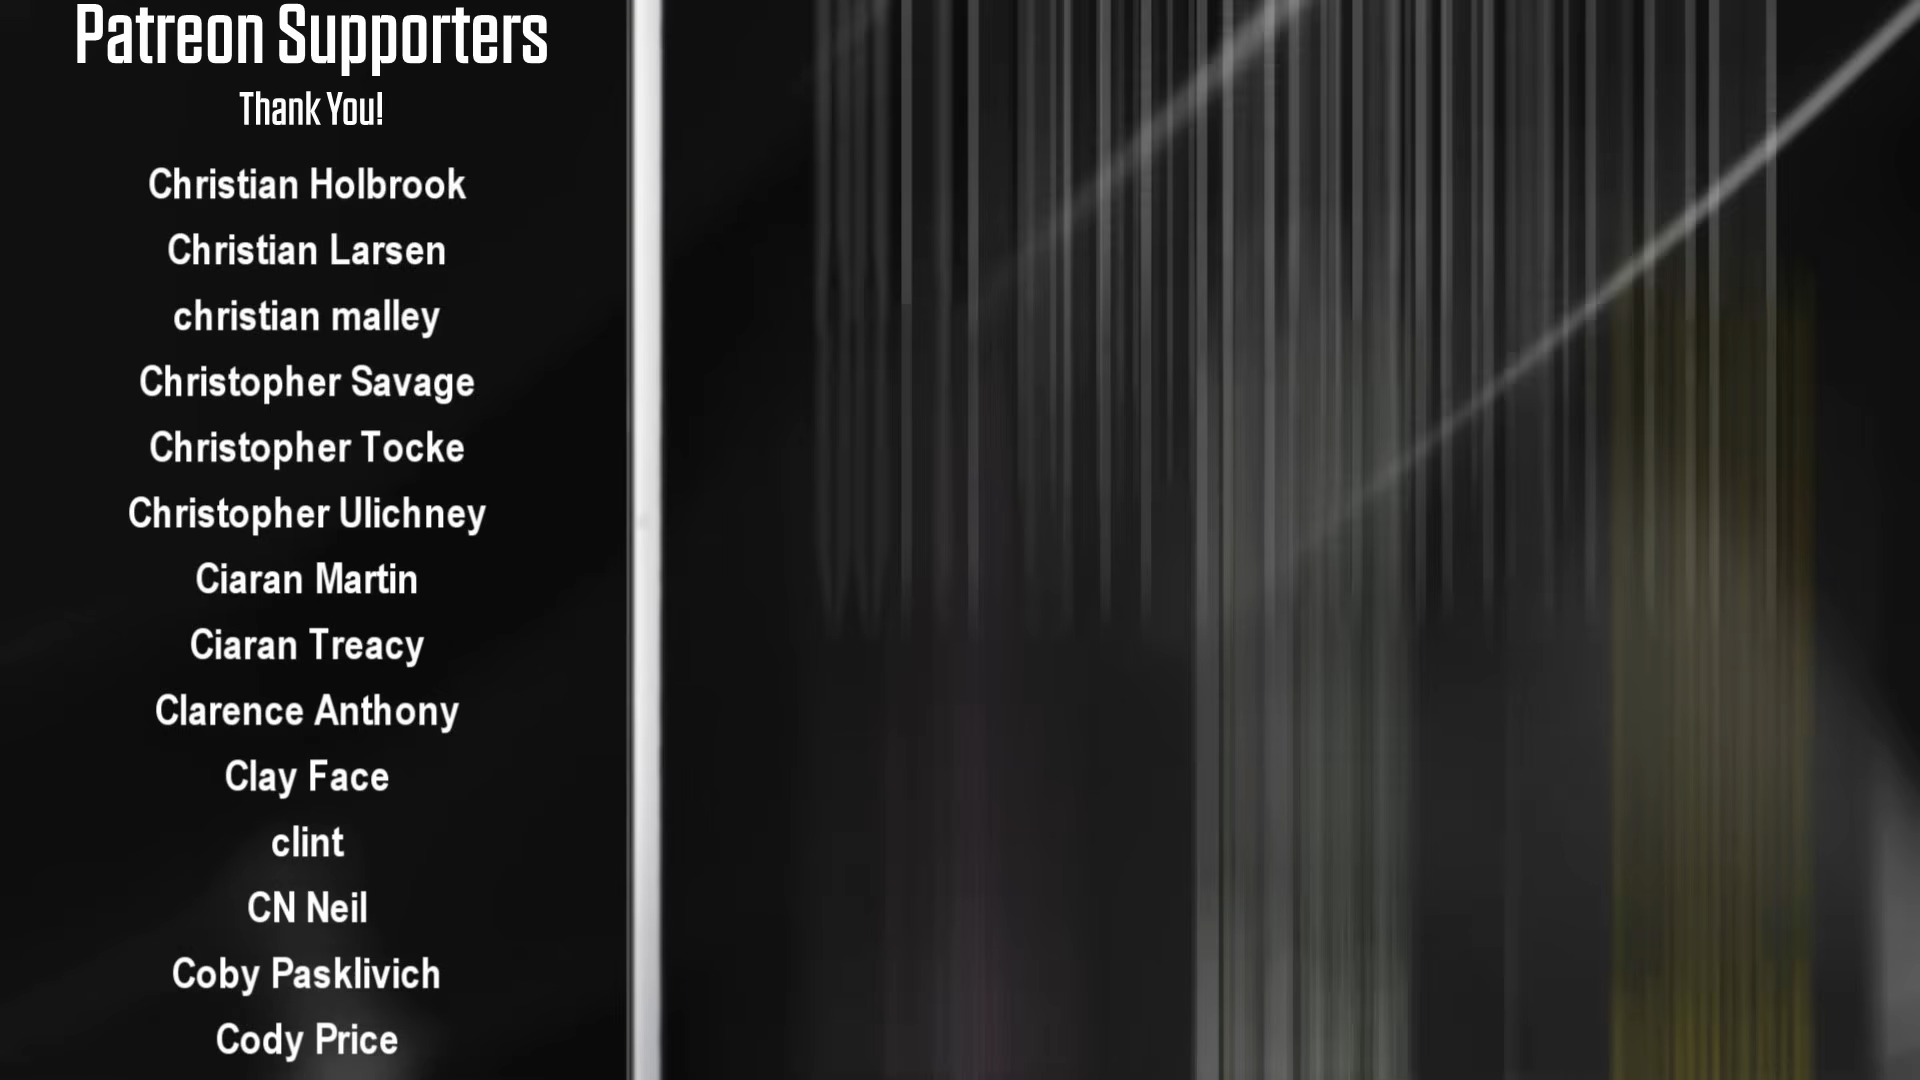 Patreon Supporters
Thank You!
Christian Holbrook
Christian Larsen
christian malley
Christopher Savage
Christopher Tocke
Christopher Ulichney
Ciaran Martin
Ciaran Treacy
Clarence Anthony
Clay Face
clint
CN Neil
Coby Pasklivich
Cody Price